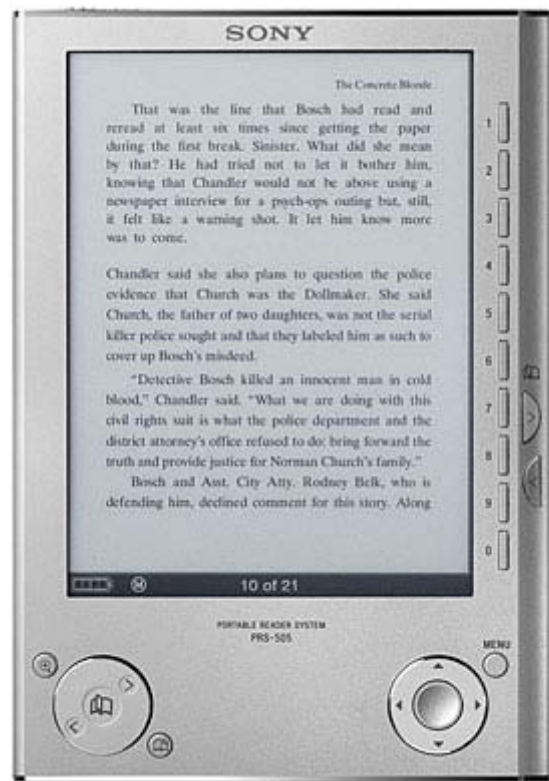 SONY
The Concrete Blonde
That was the line that Bosch had read and
reread at least six times since getting the paper
during the first break. Sinister. What did she mean
by that? He had tried not to let it bother him,
knowing that Chandler would not be above using a
newspaper interview for a psych-ops outing but, still,
it felt like a warning shot. It let him know more
was to come.
Chandler said she also plans to question the police
evidence that Church was the Dollmaker. She said
Church, the father of two daughters, was not the serial
killer police sought and that they labeled him as such to
cover up Bosch's misdeed.
"Detective Bosch killed an innocent man in cold
blood," Chandler said. "What we are doing with this
civil rights suit is what the police department and the
district attorney's office refused to do: bring forward the
truth and provide justice for Norman Church's family."
Bosch and Asst. City Atty. Rodney Belk, who is
defending him, declined comment for this story. Along
M
10 of 21
1
2
3
4
5
6
7
8
9
0
PORTABLE READER SYSTEM
PRS-505
MENU